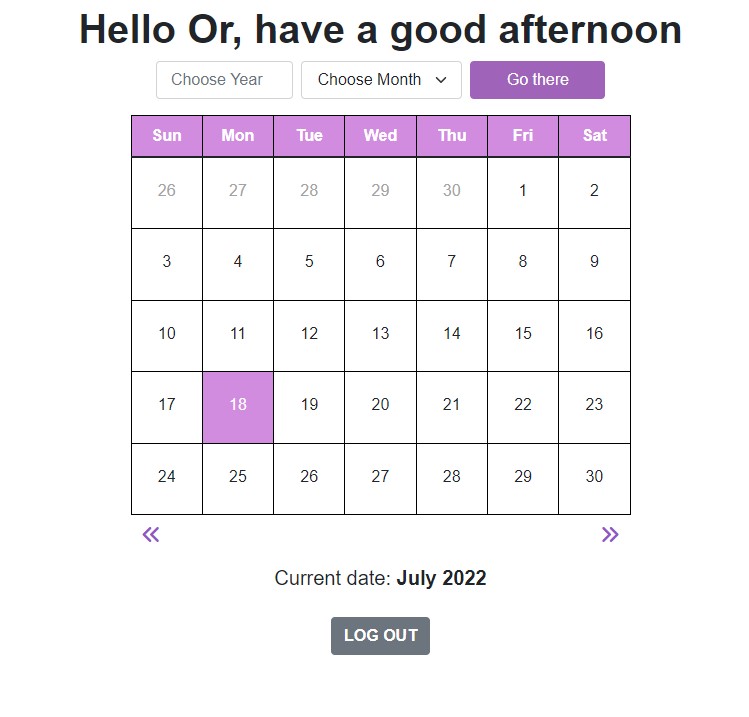 Hello Or, have a good afternoon
Choose Year Choose Month Go there
Sun Mon Tue Wed Thu Fri Sat
26 27 28 29 30 1 2
3 4 5 6 7 8 9
10 11 12 13 14 15 16
17 18 19 20 21 22 23
24 25 26 27 28 29 30
Current date: July 2022
LOG OUT